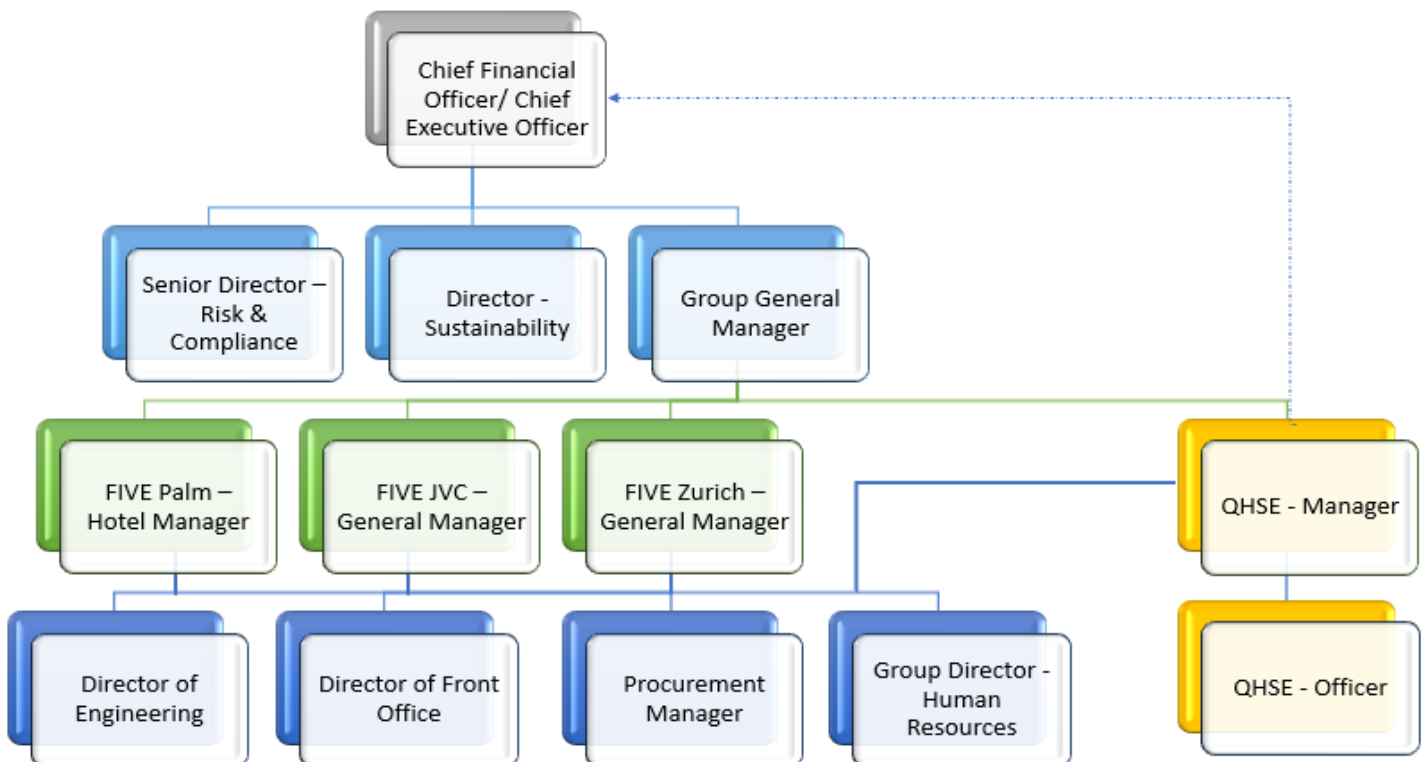 Chief Financial
Officer/ Chief
Executive Officer
Senior Director –
Risk &
Compliance
Director -
Sustainability
Group General
Manager
FIVE Palm –
Hotel Manager
FIVE JVC –
General Manager
FIVE Zurich –
General Manager
QHSE - Manager
Director of
Engineering
Director of Front
Office
Procurement
Manager
Group Director -
Human
Resources
QHSE - Officer